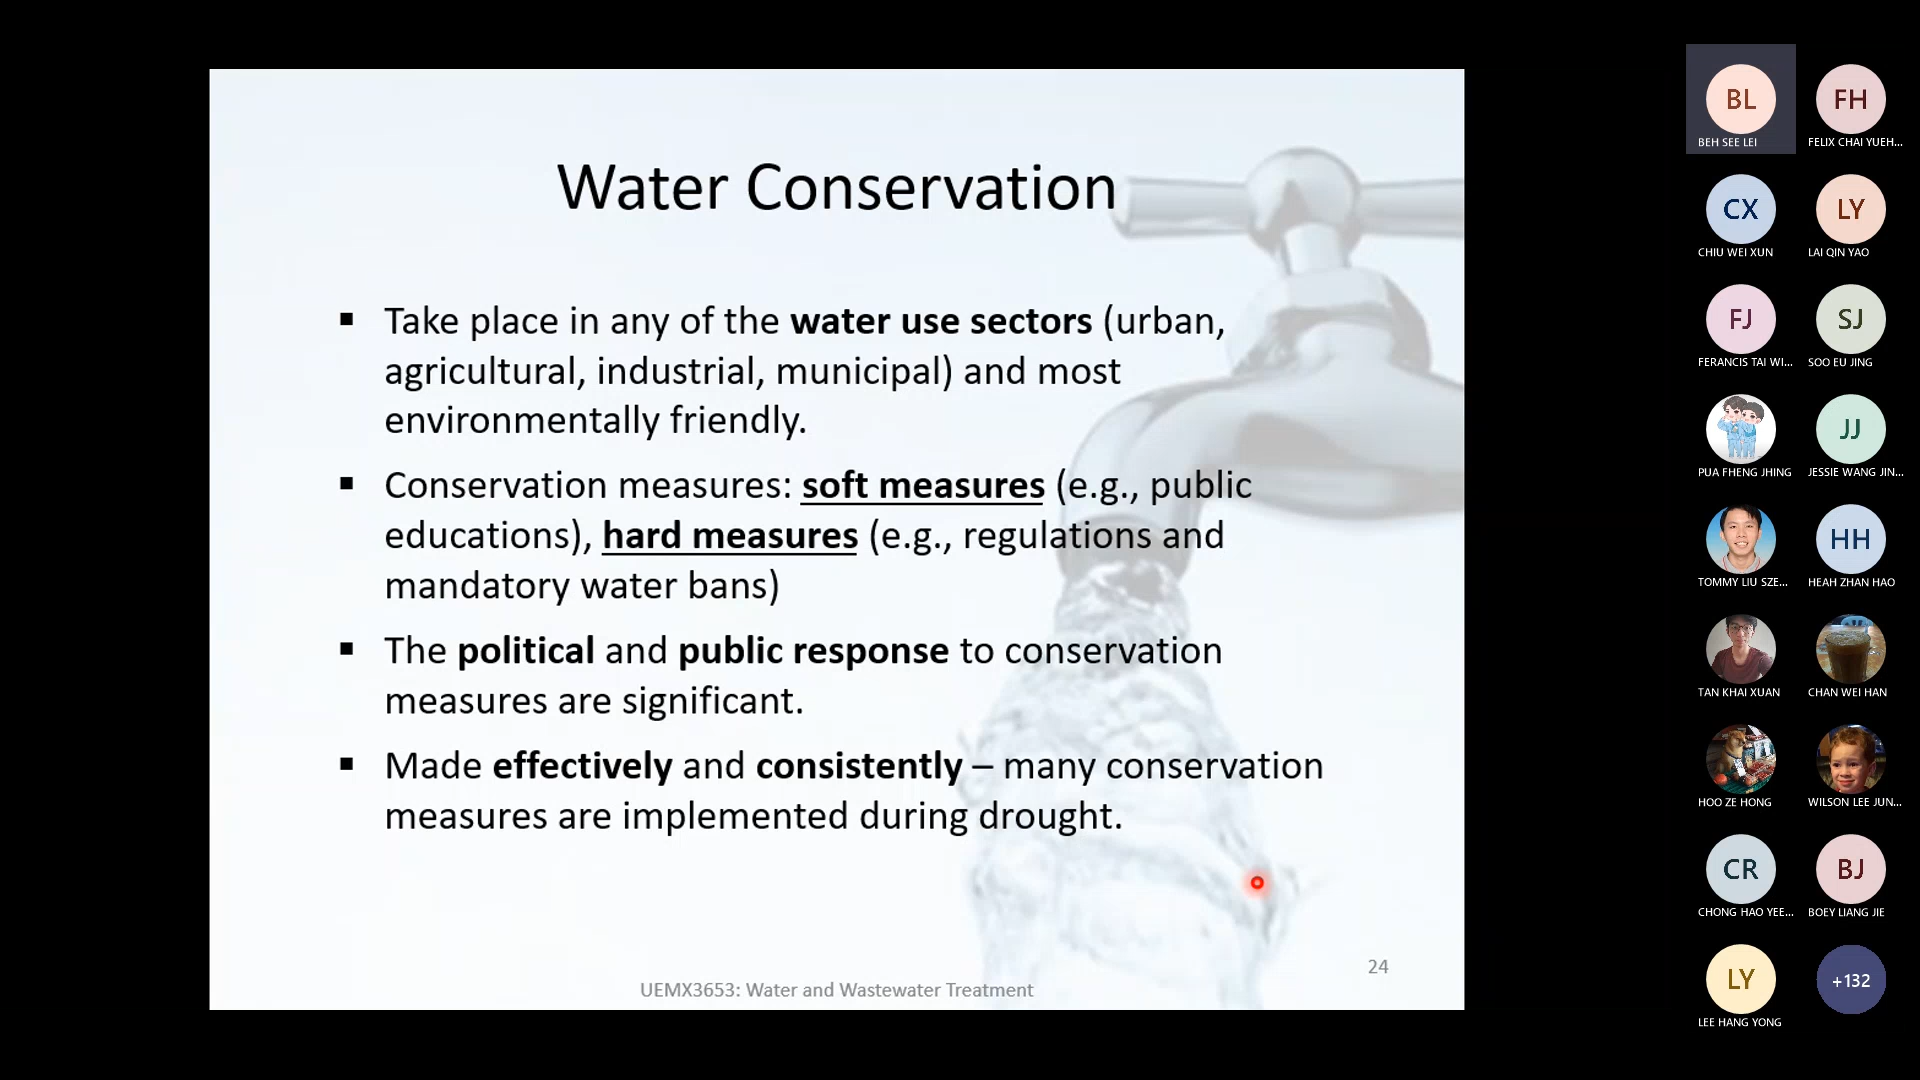 Water Conservation
▪ Take place in any of the water use sectors (urban,
agricultural, industrial, municipal) and most
environmentally friendly.
▪ Conservation measures: soft measures (e.g., public
educations), hard measures (e.g., regulations and
mandatory water bans)
▪ The political and public response to conservation
measures are significant.
▪ Made effectively and consistently – many conservation
measures are implemented during drought.
24
UEMX3653: Water and Wastewater Treatment
BL
BEH SEE LEI
FH
FELIX CHAI YUEH...
CX
CHIU WEI XUN
LY
LAI QIN YAO
FJ
FERANCIS TAI WI...
SJ
SOO EU JING
PUA FHENG JHING
JJ
JESSIE WANG JIN...
TOMMY LIU SZE...
HH
HEAH ZHAN HAO
TAN KHAI XUAN
CHAN WEI HAN
HOO ZE HONG
WILSON LEE JUN...
CR
CHONG HAO YEE...
BJ
BOEY LIANG JIE
LY
LEE HANG YONG
+132